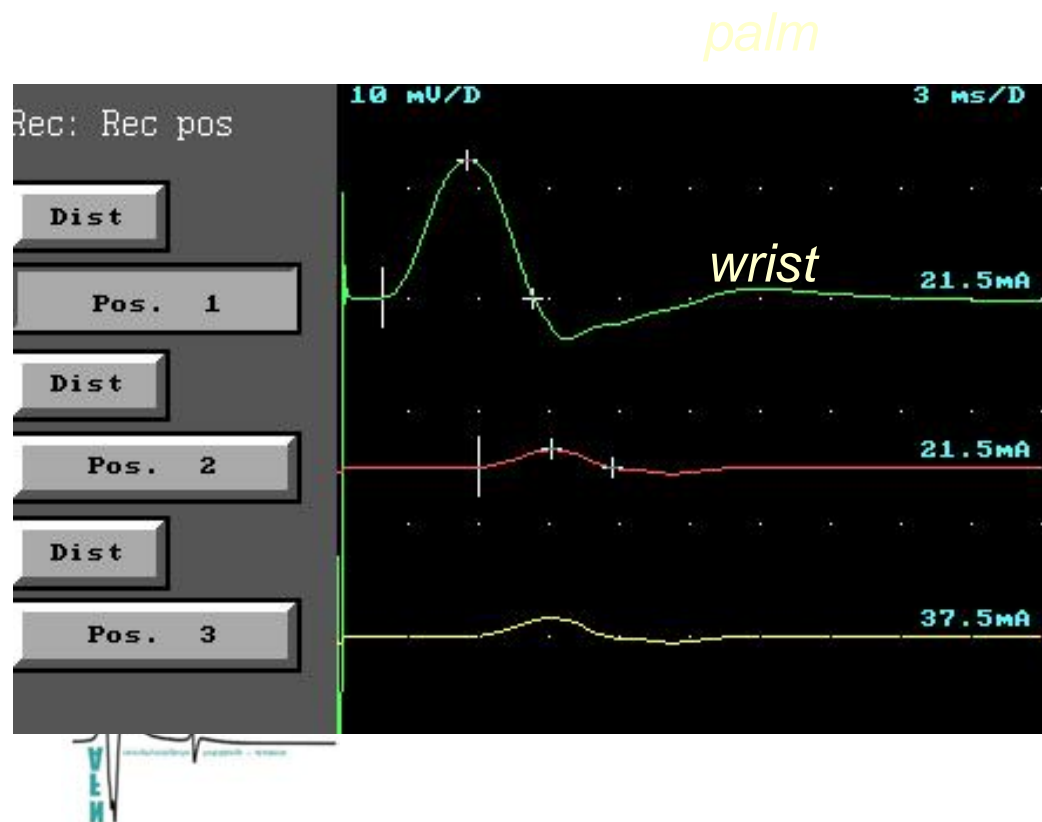 palm
10 mV/D 3 ms/D
Rec: Rec pos
Dist
wrist
21.5mA
Pos. 1
Dist
21.5mA
Pos. 2
Dist
37.5mA
Pos. 3